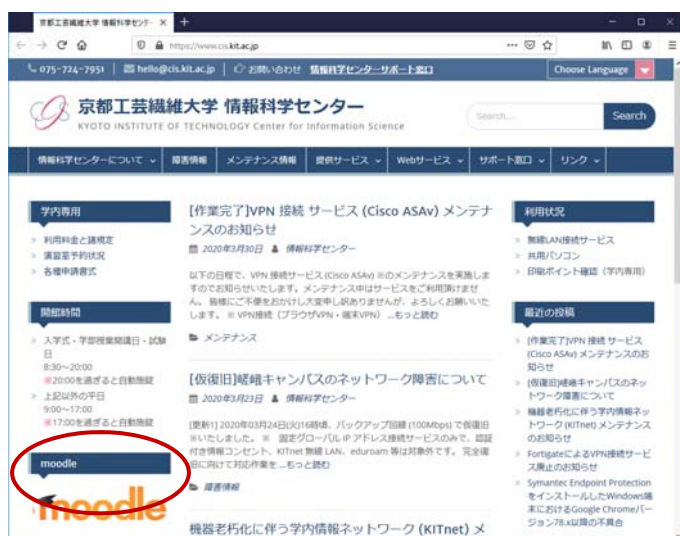 京都工芸繊維大学 情報科学センター
https://www.cis.kit.ac.jp
075-724-7951 hello@cis.kit.ac.jp お問い合わせ 情報科学センターサポート窓口 Choose Language
京都工芸繊維大学 情報科学センター
KYOTO INSTITUTE OF TECHNOLOGY Center for Information Science
Search... Search
情報科学センターについて 障害情報 メンテナンス情報 提供サービス Webサービス サポート窓口 リンク
学内専用
利用料金と諸規定
演習室予約状況
各種申請書式
開館時間
入学式・学部授業開講日・試験
日
8:30~20:00
※20:00を過ぎると自動施錠
上記以外の平日
9:00~17:00
※17:00を過ぎると自動施錠
moodle
moodle
[作業完了]VPN 接続 サービス (Cisco ASAv) メンテナ
ンスのお知らせ
2020年3月30日 情報科学センター
以下の日程で、VPN 接続サービス (Cisco ASAv) ※のメンテナンスを実施しま
すのでお知らせいたします。メンテナンス中はサービスをご利用頂けませ
ん。 皆様にご不便をおかけし大変申し訳ありませんが、よろしくお願いいた
します。 ※ VPN接続（ブラウザVPN・端末VPN） ...もっと読む
メンテナンス
[仮復旧]嵯峨キャンパスのネットワーク障害について
2020年3月23日 情報科学センター
[更新1] 2020年03月24日(火)16時頃、バックアップ回線 (100Mbps) で仮復旧
※いたしました。 ※ 固定グローバル IP アドレス接続サービスのみで、認証
付き情報コンセント、KITnet 無線 LAN、eduroam 等は対象外です。 完全復
旧に向けて対応作業を ...もっと読む
障害情報
機器老朽化に伴う学内情報ネットワーク (KITnet) メ
利用状況
無線LAN接続サービス
共用パソコン
印刷ポイント確認（学内専用）
最近の投稿
[作業完了]VPN 接続 サービス
(Cisco ASAv) メンテナンスのお
知らせ
[仮復旧]嵯峨キャンパスのネッ
トワーク障害について
機器老朽化に伴う学内情報ネッ
トワーク (KITnet) メンテナンス
のお知らせ
FortigateによるVPN接続サービ
ス廃止のお知らせ
Symantec Endpoint Protection
をインストールしたWindows端
末におけるGoogle Chromeバー
ジョン78.x以降の不具合